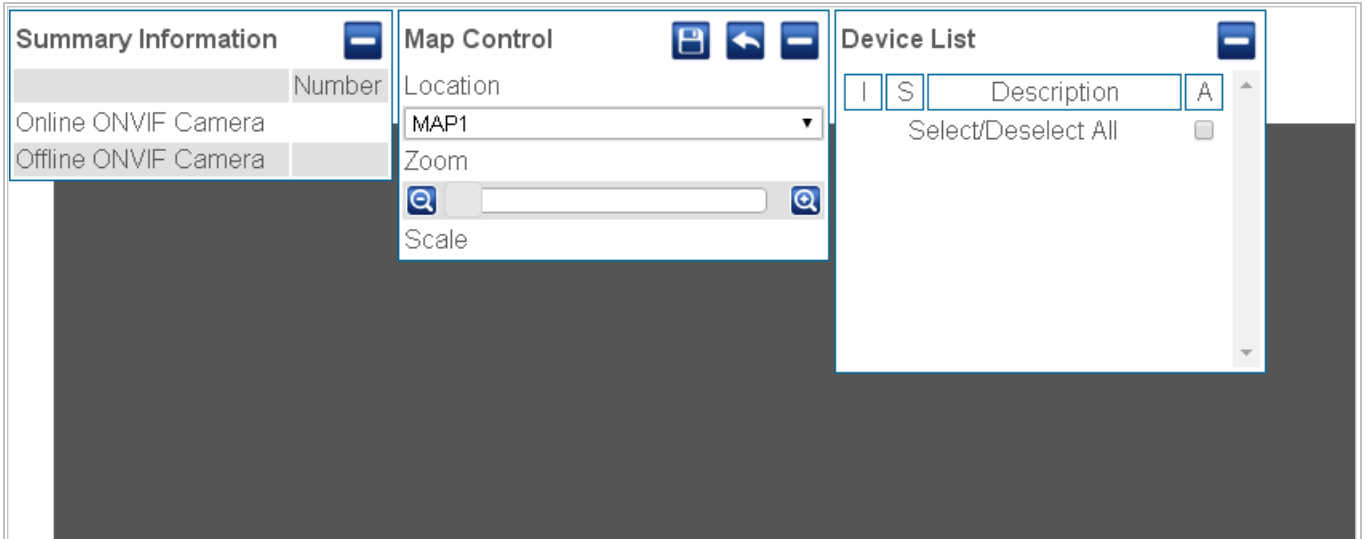 Summary Information
Number
Online ONVIF Camera
Offline ONVIF Camera
Map Control
Location
MAP1
Zoom
Scale
Device List
I S Description A
Select/Deselect All